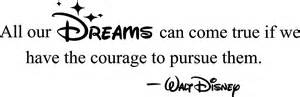 All our DREAMS can come true if we
have the courage to pursue them.
—Walt Disney